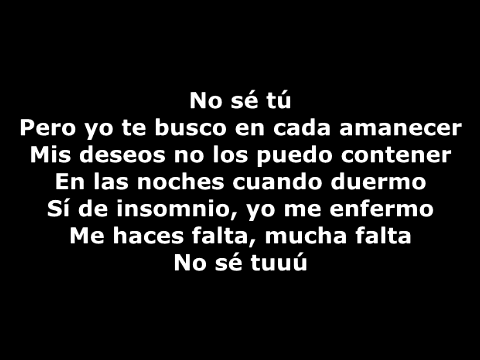 No sé tú
Pero yo te busco en cada amanecer
Mis deseos no los puedo contener
En las noches cuando duermo
Sí de insomnio, yo me enfermo
Me haces falta, mucha falta
No sé tuuú